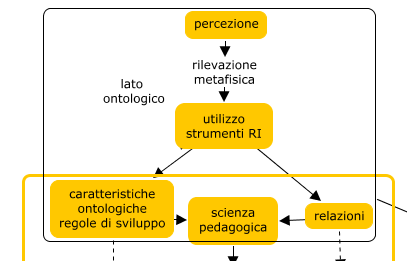 percezione
rilevazione
metafisica
lato
ontologico
utilizzo
strumenti RI
caratteristiche
ontologiche
regole di sviluppo
scienza
pedagogica
relazioni